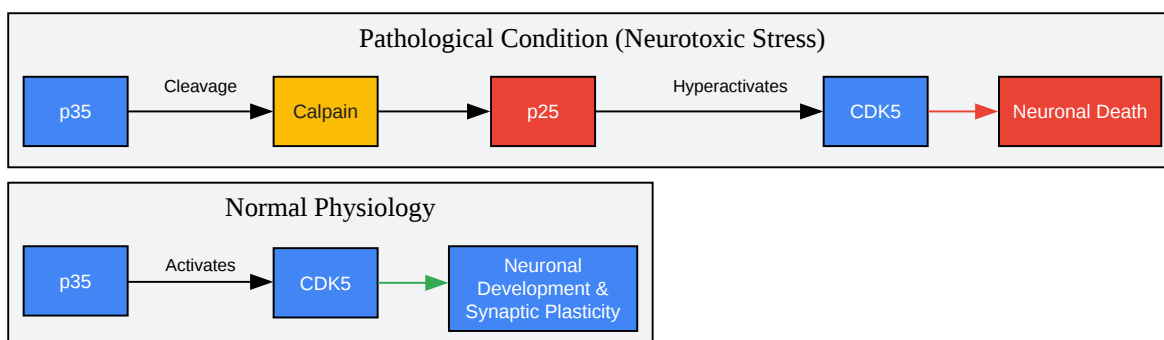 Pathological Condition (Neurotoxic Stress)
p35
Cleavage
Calpain
p25
Hyperactivates
CDK5
Neuronal Death
Normal Physiology
p35
Activates
CDK5
Neuronal
Development &
Synaptic Plasticity